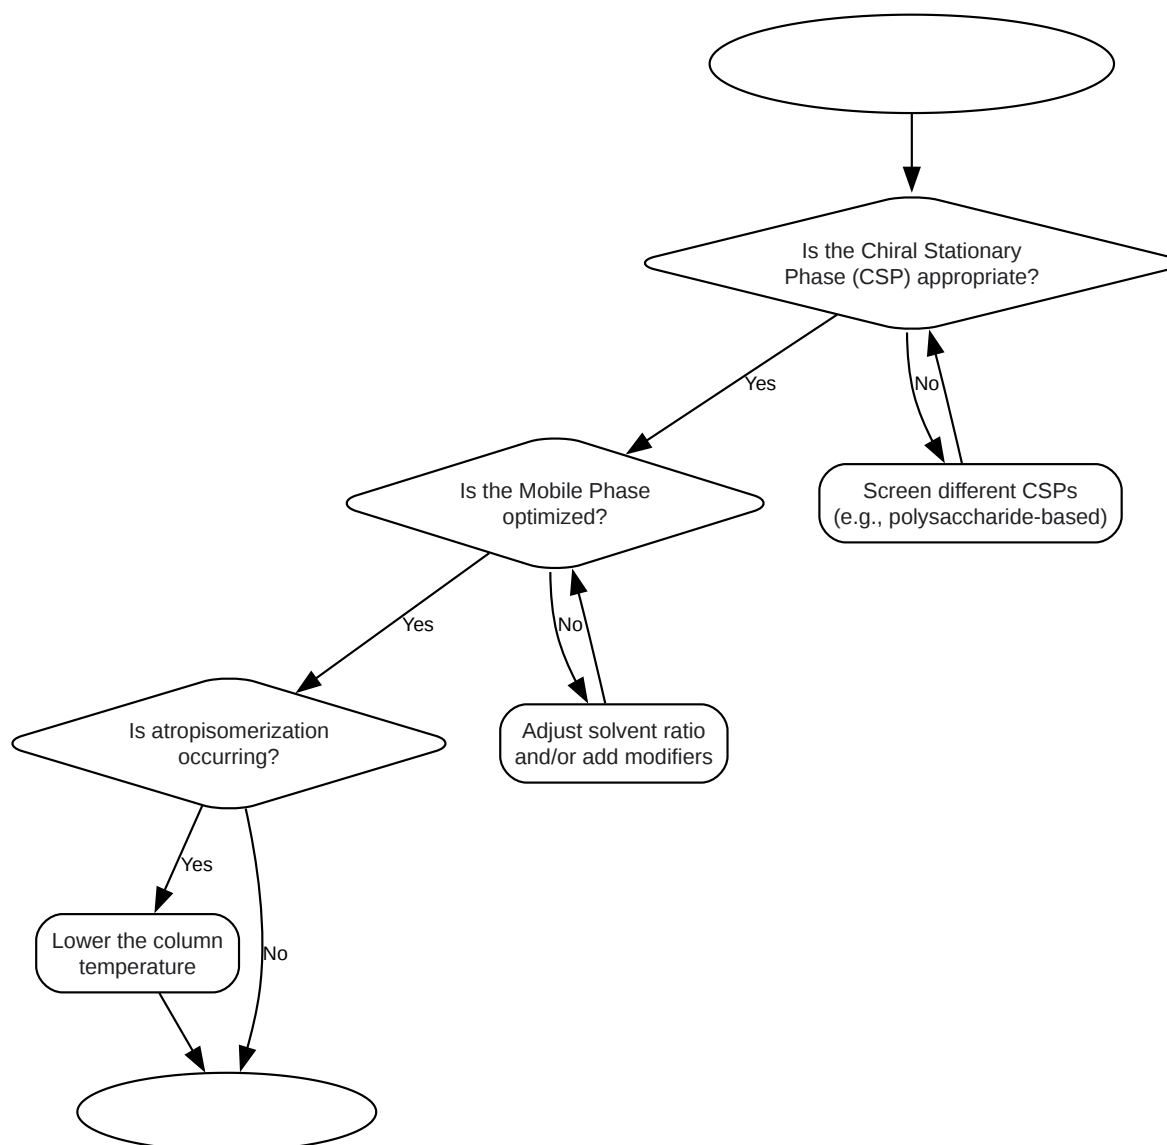 Is the Chiral Stationary
Phase (CSP) appropriate?
Yes
No
Screen different CSPs
(e.g., polysaccharide-based)
Is the Mobile Phase
optimized?
Yes
No
Adjust solvent ratio
and/or add modifiers
Is atropisomerization
occurring?
Yes
No
Lower the column
temperature